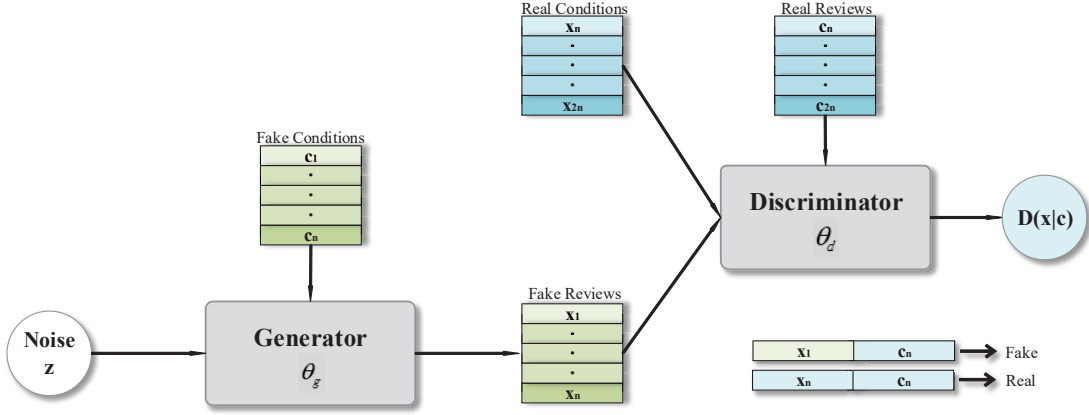 Real Conditions
xn
.
.
.
x2n
Real Reviews
cn
.
.
.
c2n
Fake Conditions
c1
.
.
.
cn
Discriminator
θd
D(x|c)
Noise
z
Generator
θg
Fake Reviews
x1
.
.
.
xn
x1 cn Fake
xn cn Real